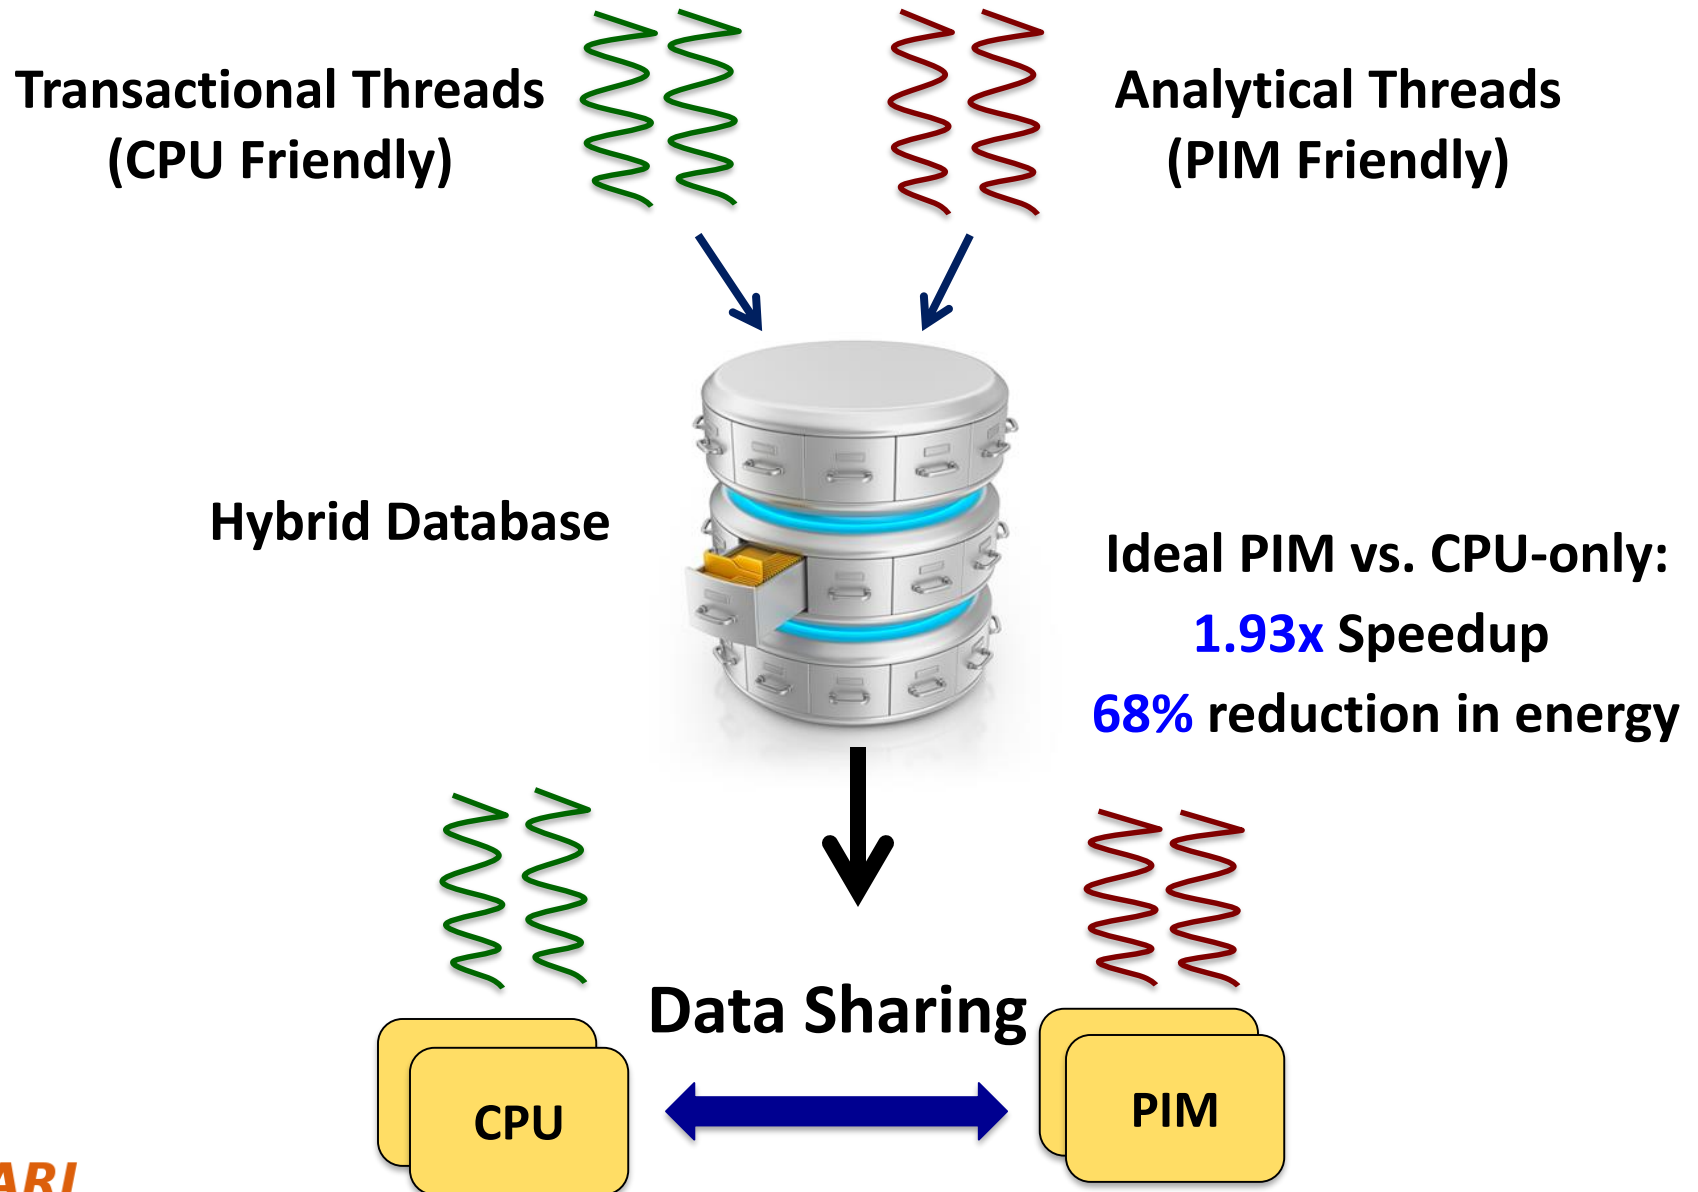 Transactional Threads
(CPU Friendly)
Analytical Threads
(PIM Friendly)
Hybrid Database
Ideal PIM vs. CPU-only:
1.93x Speedup
68% reduction in energy
Data Sharing
CPU
PIM